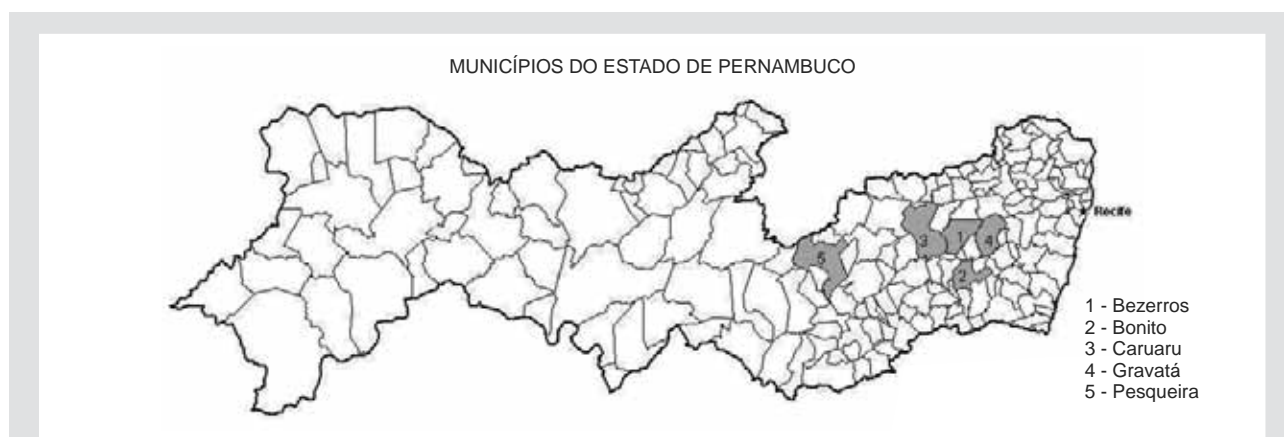 MUNICÍPIOS DO ESTADO DE PERNAMBUCO
Recife
5
3
1
4
2
1 - Bezerros
2 - Bonito
3 - Caruaru
4 - Gravatá
5 - Pesqueira